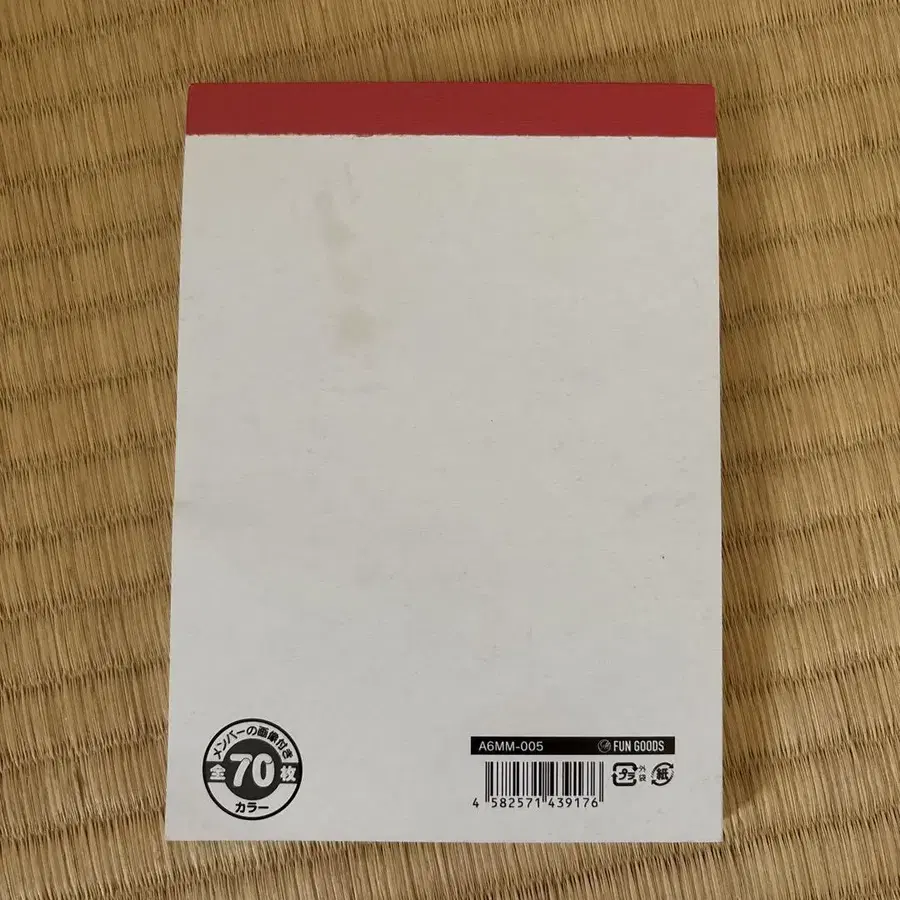 メンバーの画像付き
全70枚
カラー
A6MM-005 FUN GOODS
4 582571 439176
プラ 外袋 紙